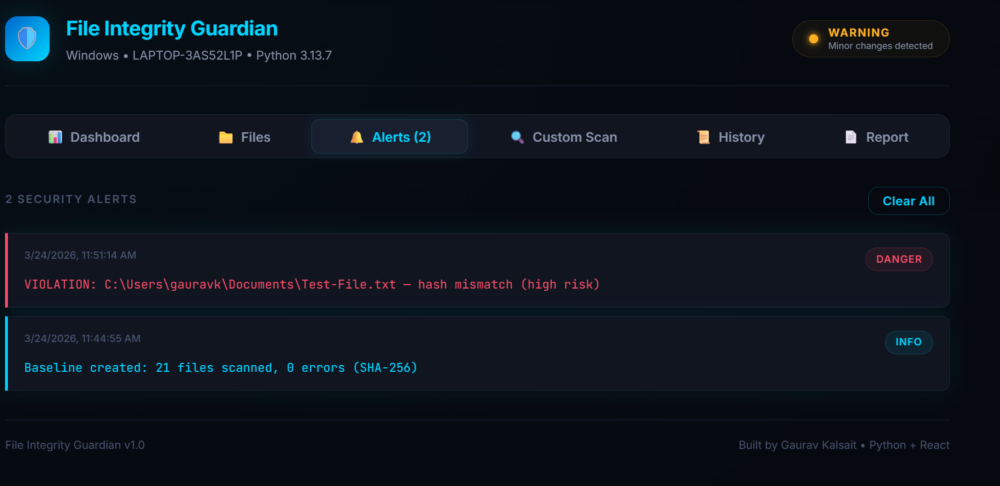 File Integrity Guardian
Windows • LAPTOP-3AS52L1P • Python 3.13.7
WARNING
Minor changes detected
Dashboard
Files
Alerts (2)
Custom Scan
History
Report
2 SECURITY ALERTS
Clear All
3/24/2026, 11:51:14 AM
DANGER
VIOLATION: C:\Users\gauravk\Documents\Test-File.txt — hash mismatch (high risk)
3/24/2026, 11:44:55 AM
INFO
Baseline created: 21 files scanned, 0 errors (SHA-256)
File Integrity Guardian v1.0
Built by Gaurav Kalsait • Python + React